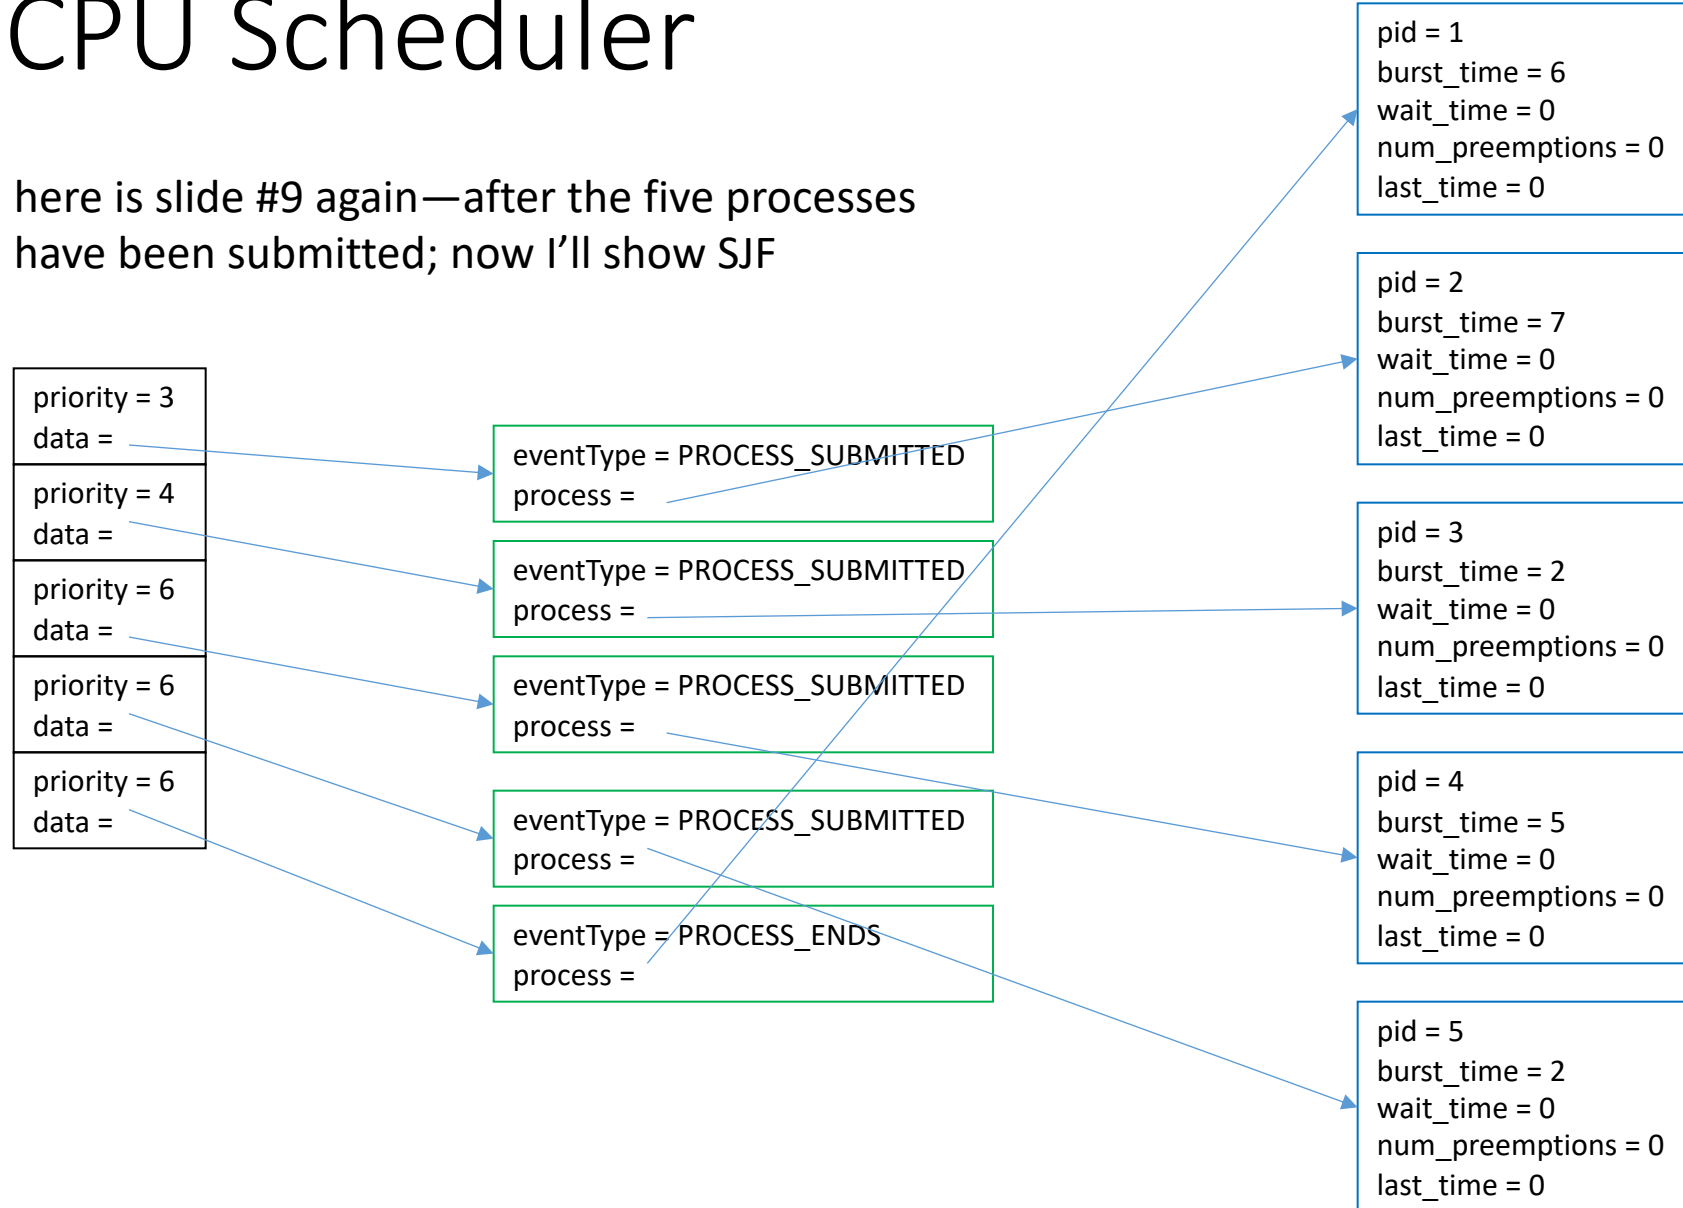 CPU Scheduler
here is slide #9 again—after the five processes
have been submitted; now I'll show SJF
priority = 3
data =
priority = 4
data =
priority = 6
data =
priority = 6
data =
priority = 6
data =
eventType = PROCESS_SUBMITTED
process =
eventType = PROCESS_SUBMITTED
process =
eventType = PROCESS_SUBMITTED
process =
eventType = PROCESS_SUBMITTED
process =
eventType = PROCESS_ENDS
process =
pid = 1
burst_time = 6
wait_time = 0
num_preemptions = 0
last_time = 0
pid = 2
burst_time = 7
wait_time = 0
num_preemptions = 0
last_time = 0
pid = 3
burst_time = 2
wait_time = 0
num_preemptions = 0
last_time = 0
pid = 4
burst_time = 5
wait_time = 0
num_preemptions = 0
last_time = 0
pid = 5
burst_time = 2
wait_time = 0
num_preemptions = 0
last_time = 0